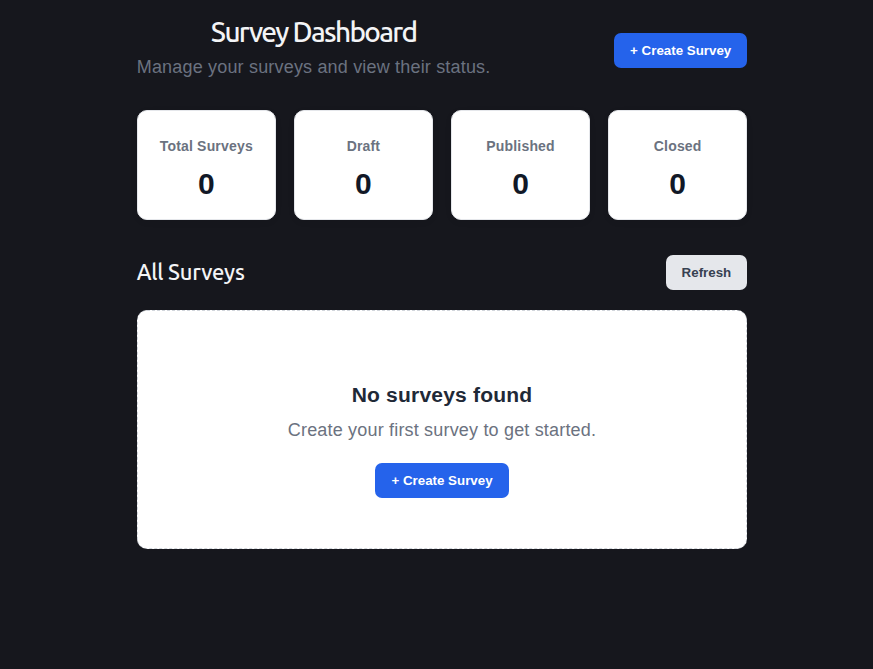 Survey Dashboard
Manage your surveys and view their status.
+ Create Survey
Total Surveys
0
Draft
0
Published
0
Closed
0
All Surveys
Refresh
No surveys found
Create your first survey to get started.
+ Create Survey